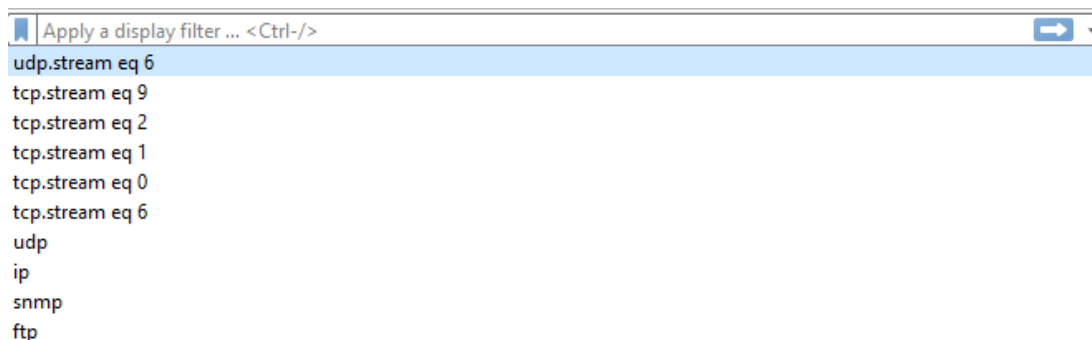 Apply a display filter ... <Ctrl-/>
udp.stream eq 6
tcp.stream eq 9
tcp.stream eq 2
tcp.stream eq 1
tcp.stream eq 0
tcp.stream eq 6
udp
ip
snmp
ftp